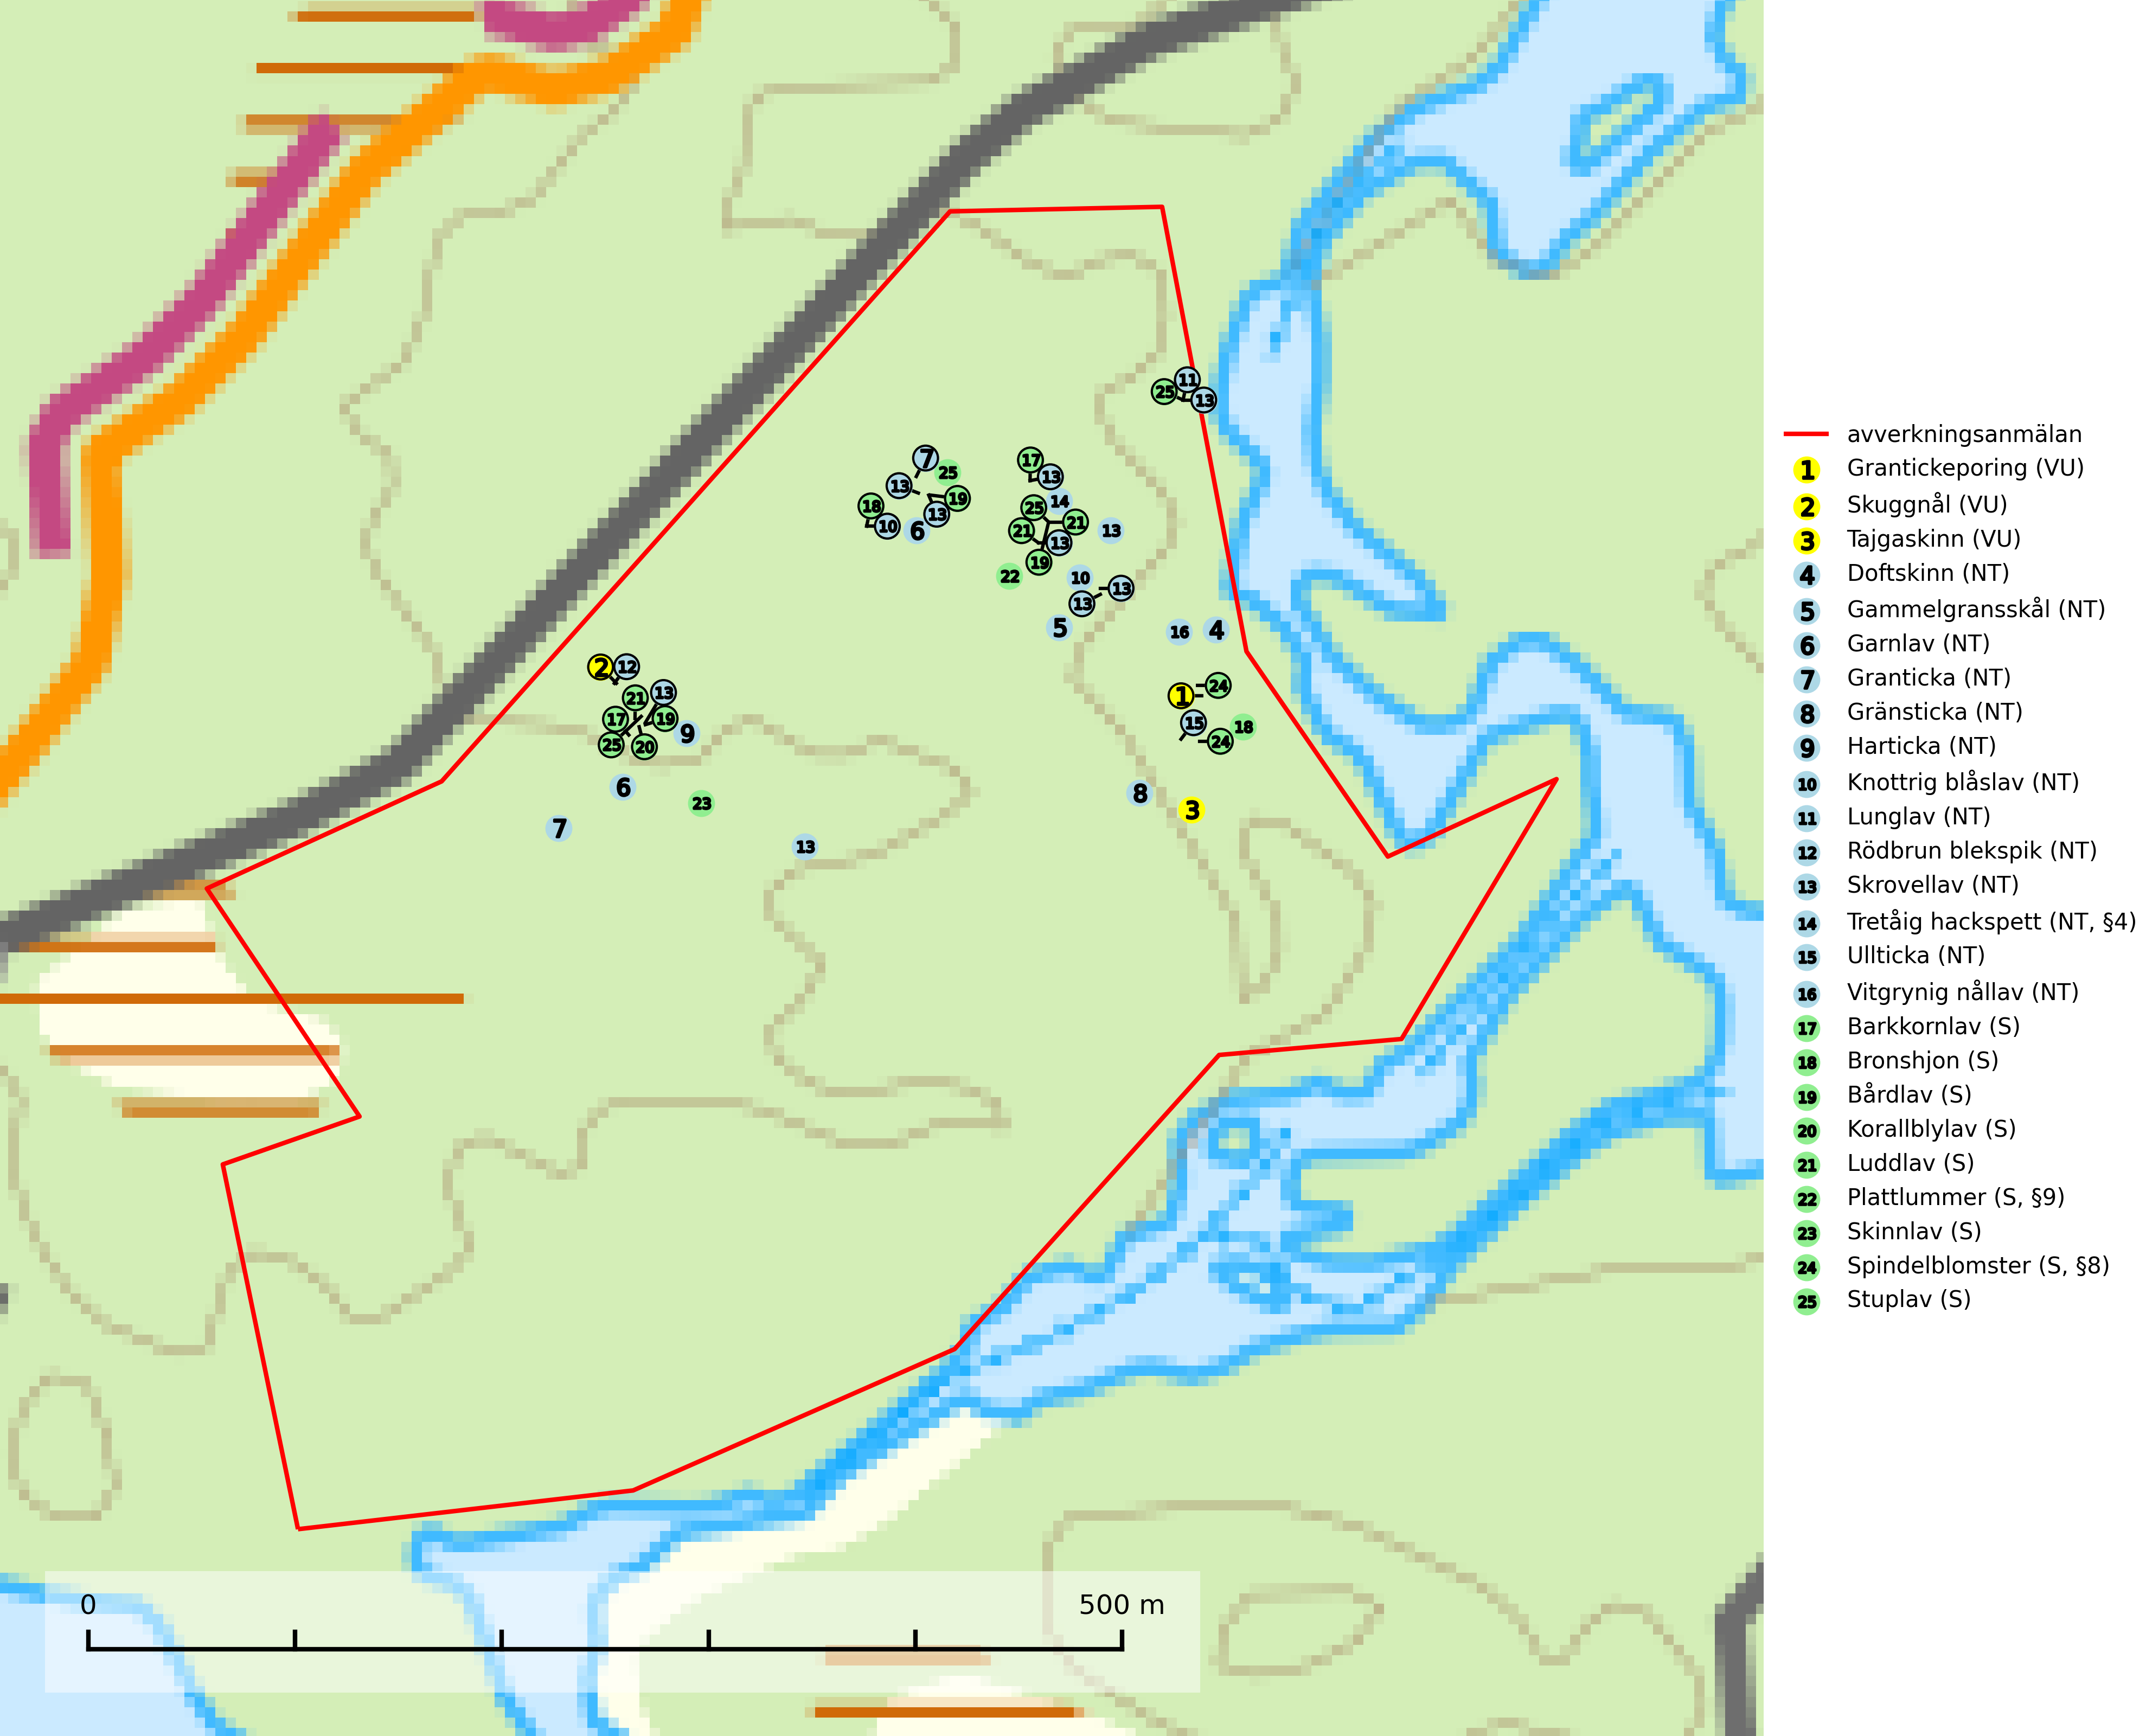 11
25
13
7
25
17
13
13
19
18
13
14
25
10
6
21
21
13
13
19
22
10
13
13
5
16
4
2
12
24
1
21
13
17
19
15
18
9
24
25
20
6
8
23
3
7
13
avverkningsanmälan
1 Grantickeporing (VU)
2 Skuggnål (VU)
3 Tajgaskinn (VU)
4 Doftskinn (NT)
5 Gammelgransskål (NT)
6 Garnlav (NT)
7 Granticka (NT)
8 Gränsticka (NT)
9 Harticka (NT)
10 Knottrig blåslav (NT)
11 Lunglav (NT)
12 Rödbrun blekspik (NT)
13 Skrovellav (NT)
14 Tretåig hackspett (NT, §4)
15 Ullticka (NT)
16 Vitgrynig nållav (NT)
17 Barkkornlav (S)
18 Bronshjon (S)
19 Bårdlav (S)
20 Korallblylav (S)
21 Luddlav (S)
22 Plattlummer (S, §9)
23 Skinnlav (S)
24 Spindelblomster (S, §8)
25 Stuplav (S)
0 500 m